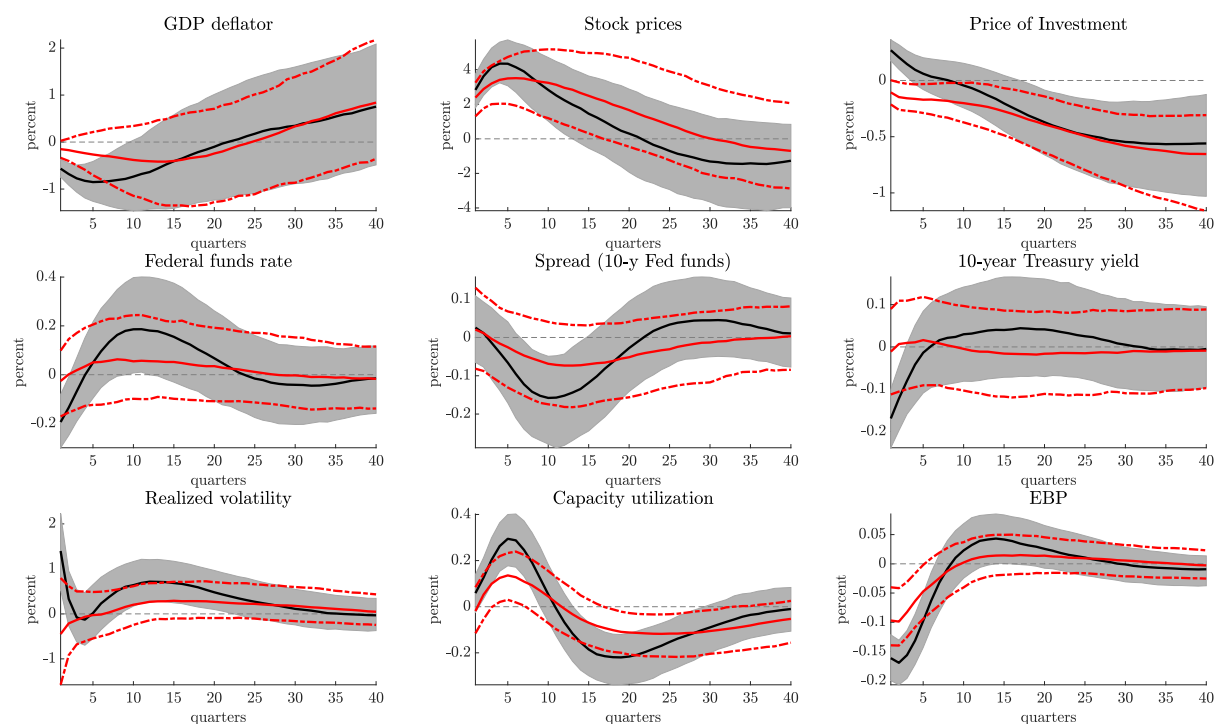 GDP deflator
percent
2
1
0
-1
5 10 15 20 25 30 35 40
quarters
Stock prices
percent
4
2
0
-2
-4
5 10 15 20 25 30 35 40
quarters
Price of Investment
percent
0
-0.5
-1
5 10 15 20 25 30 35 40
quarters
Federal funds rate
percent
0.4
0.2
0
-0.2
5 10 15 20 25 30 35 40
quarters
Spread (10-y Fed funds)
percent
0.1
0
-0.1
-0.2
5 10 15 20 25 30 35 40
quarters
10-year Treasury yield
percent
0.1
0
-0.1
-0.2
5 10 15 20 25 30 35 40
quarters
Realized volatility
percent
2
1
0
-1
5 10 15 20 25 30 35 40
quarters
Capacity utilization
percent
0.4
0.2
0
-0.2
5 10 15 20 25 30 35 40
quarters
EBP
percent
0.05
0
-0.05
-0.1
-0.15
-0.2
5 10 15 20 25 30 35 40
quarters